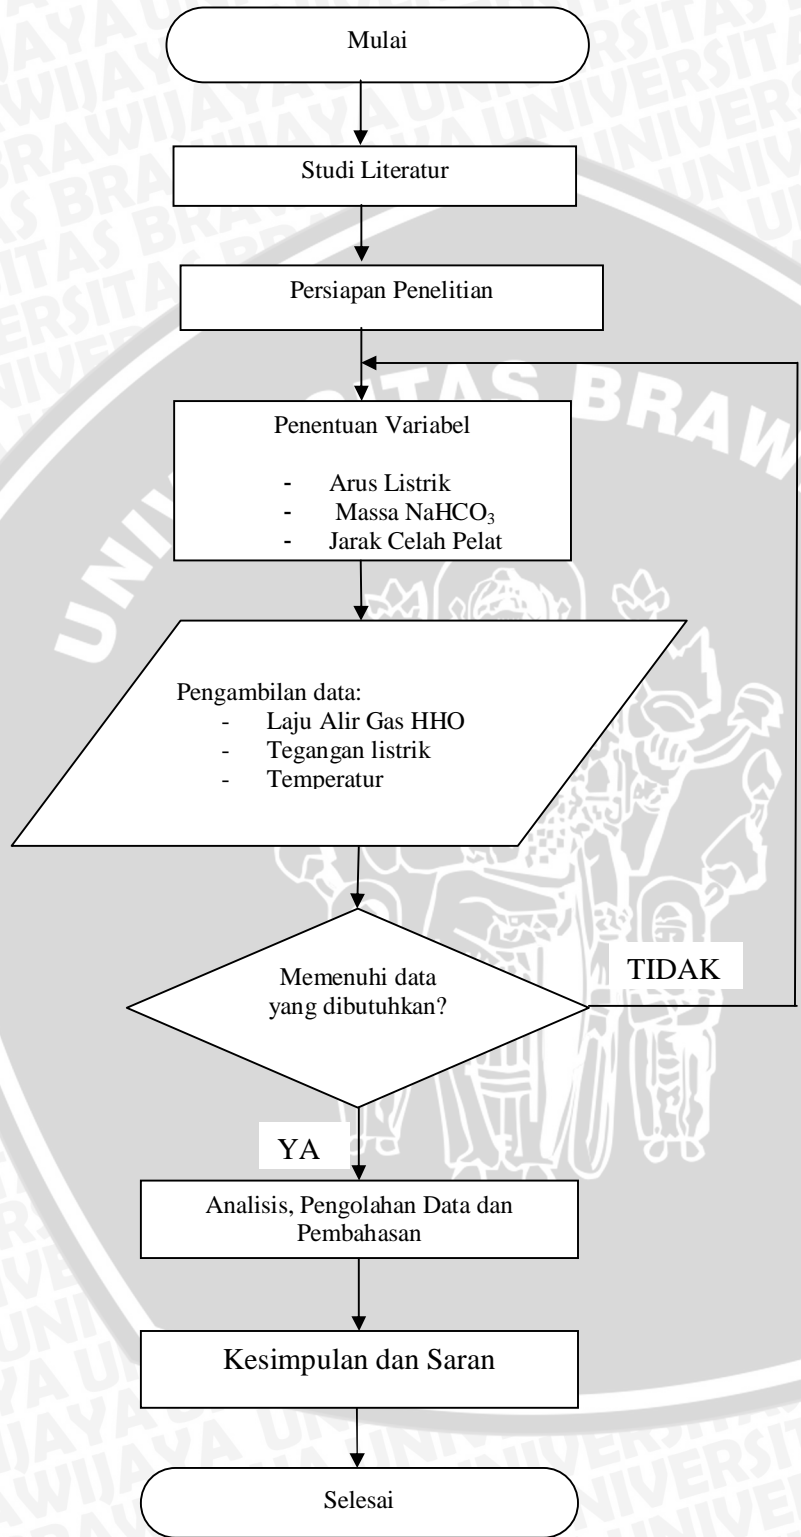 Mulai
Studi Literatur
Persiapan Penelitian
Penentuan Variabel
- Arus Listrik
- Massa NaHCO₃
- Jarak Celah Pelat
Pengambilan data:
- Laju Alir Gas HHO
- Tegangan listrik
- Temperatur
Memenuhi data
yang dibutuhkan?
TIDAK
YA
Analisis, Pengolahan Data dan
Pembahasan
Kesimpulan dan Saran
Selesai